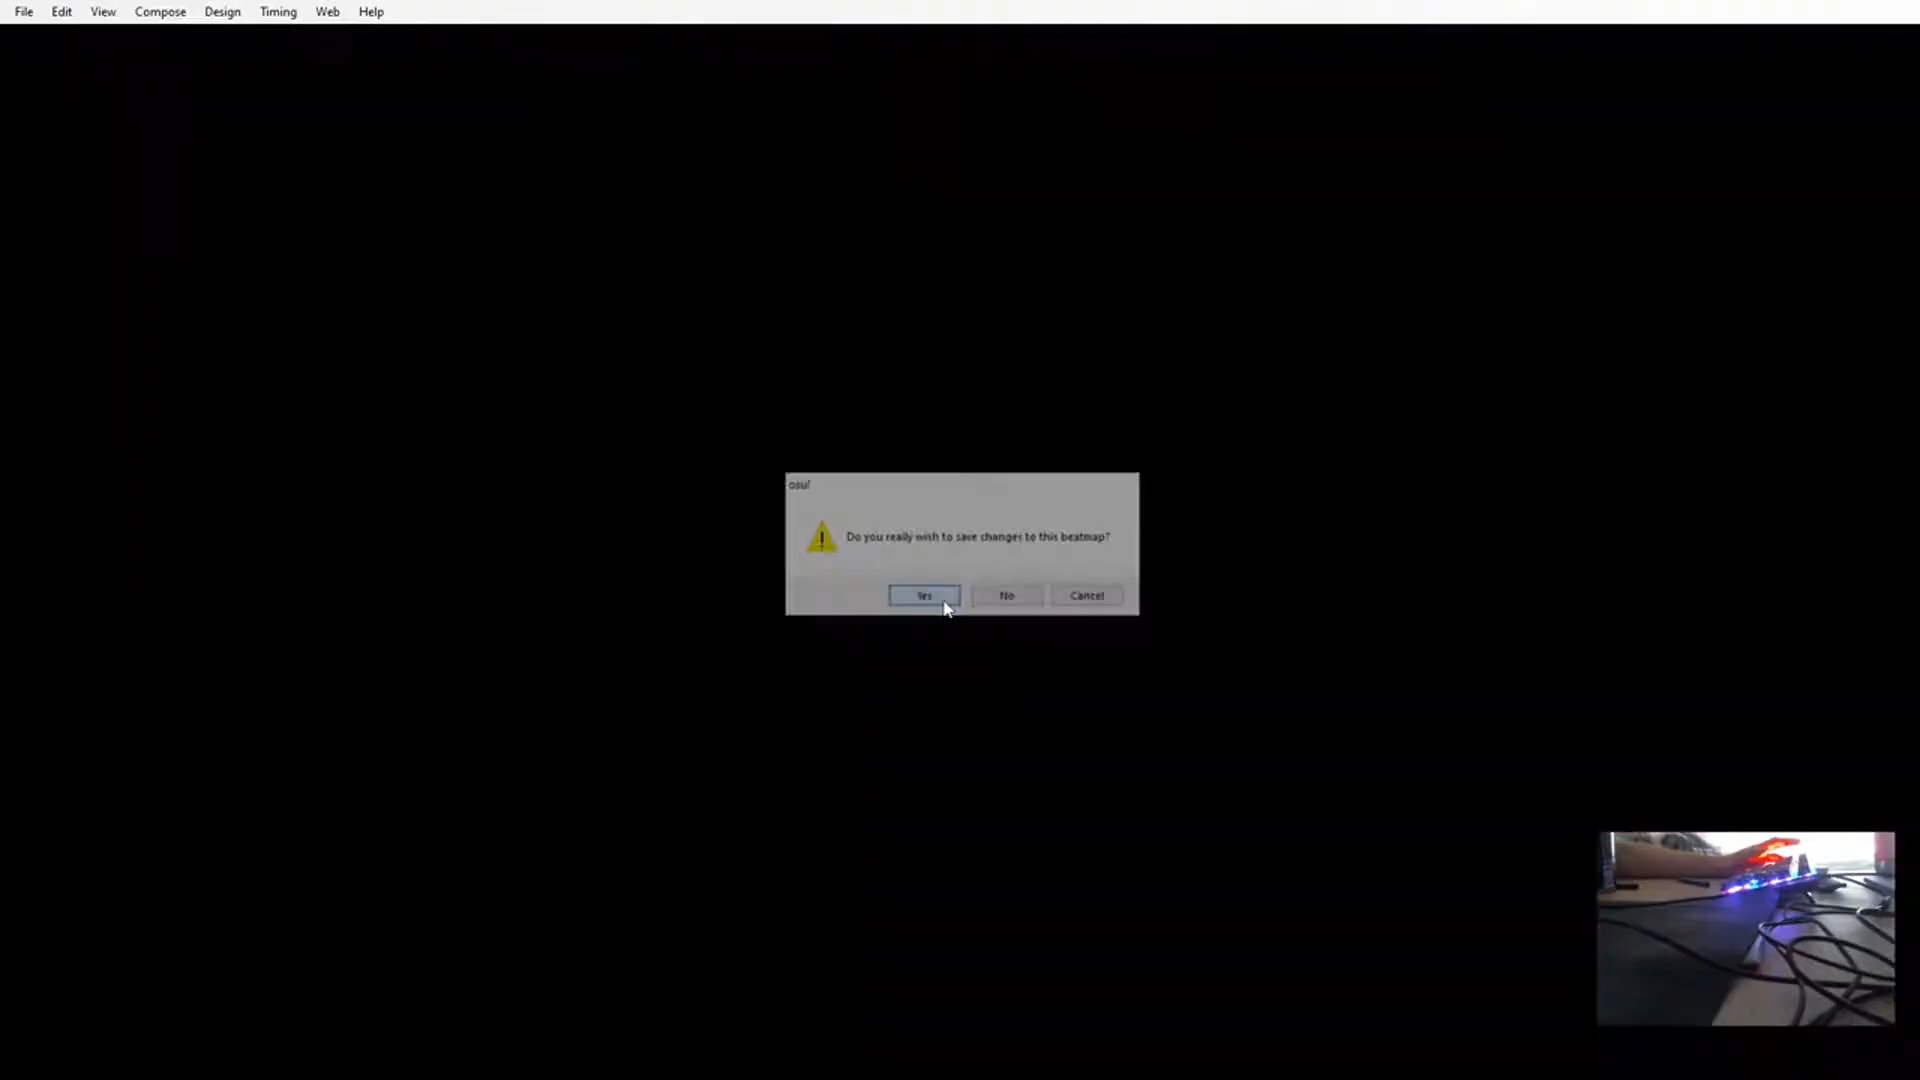 File Edit View Compose Design Timing Web Help
osu!
Do you really wish to save changes to this beatmap?
Yes No Cancel